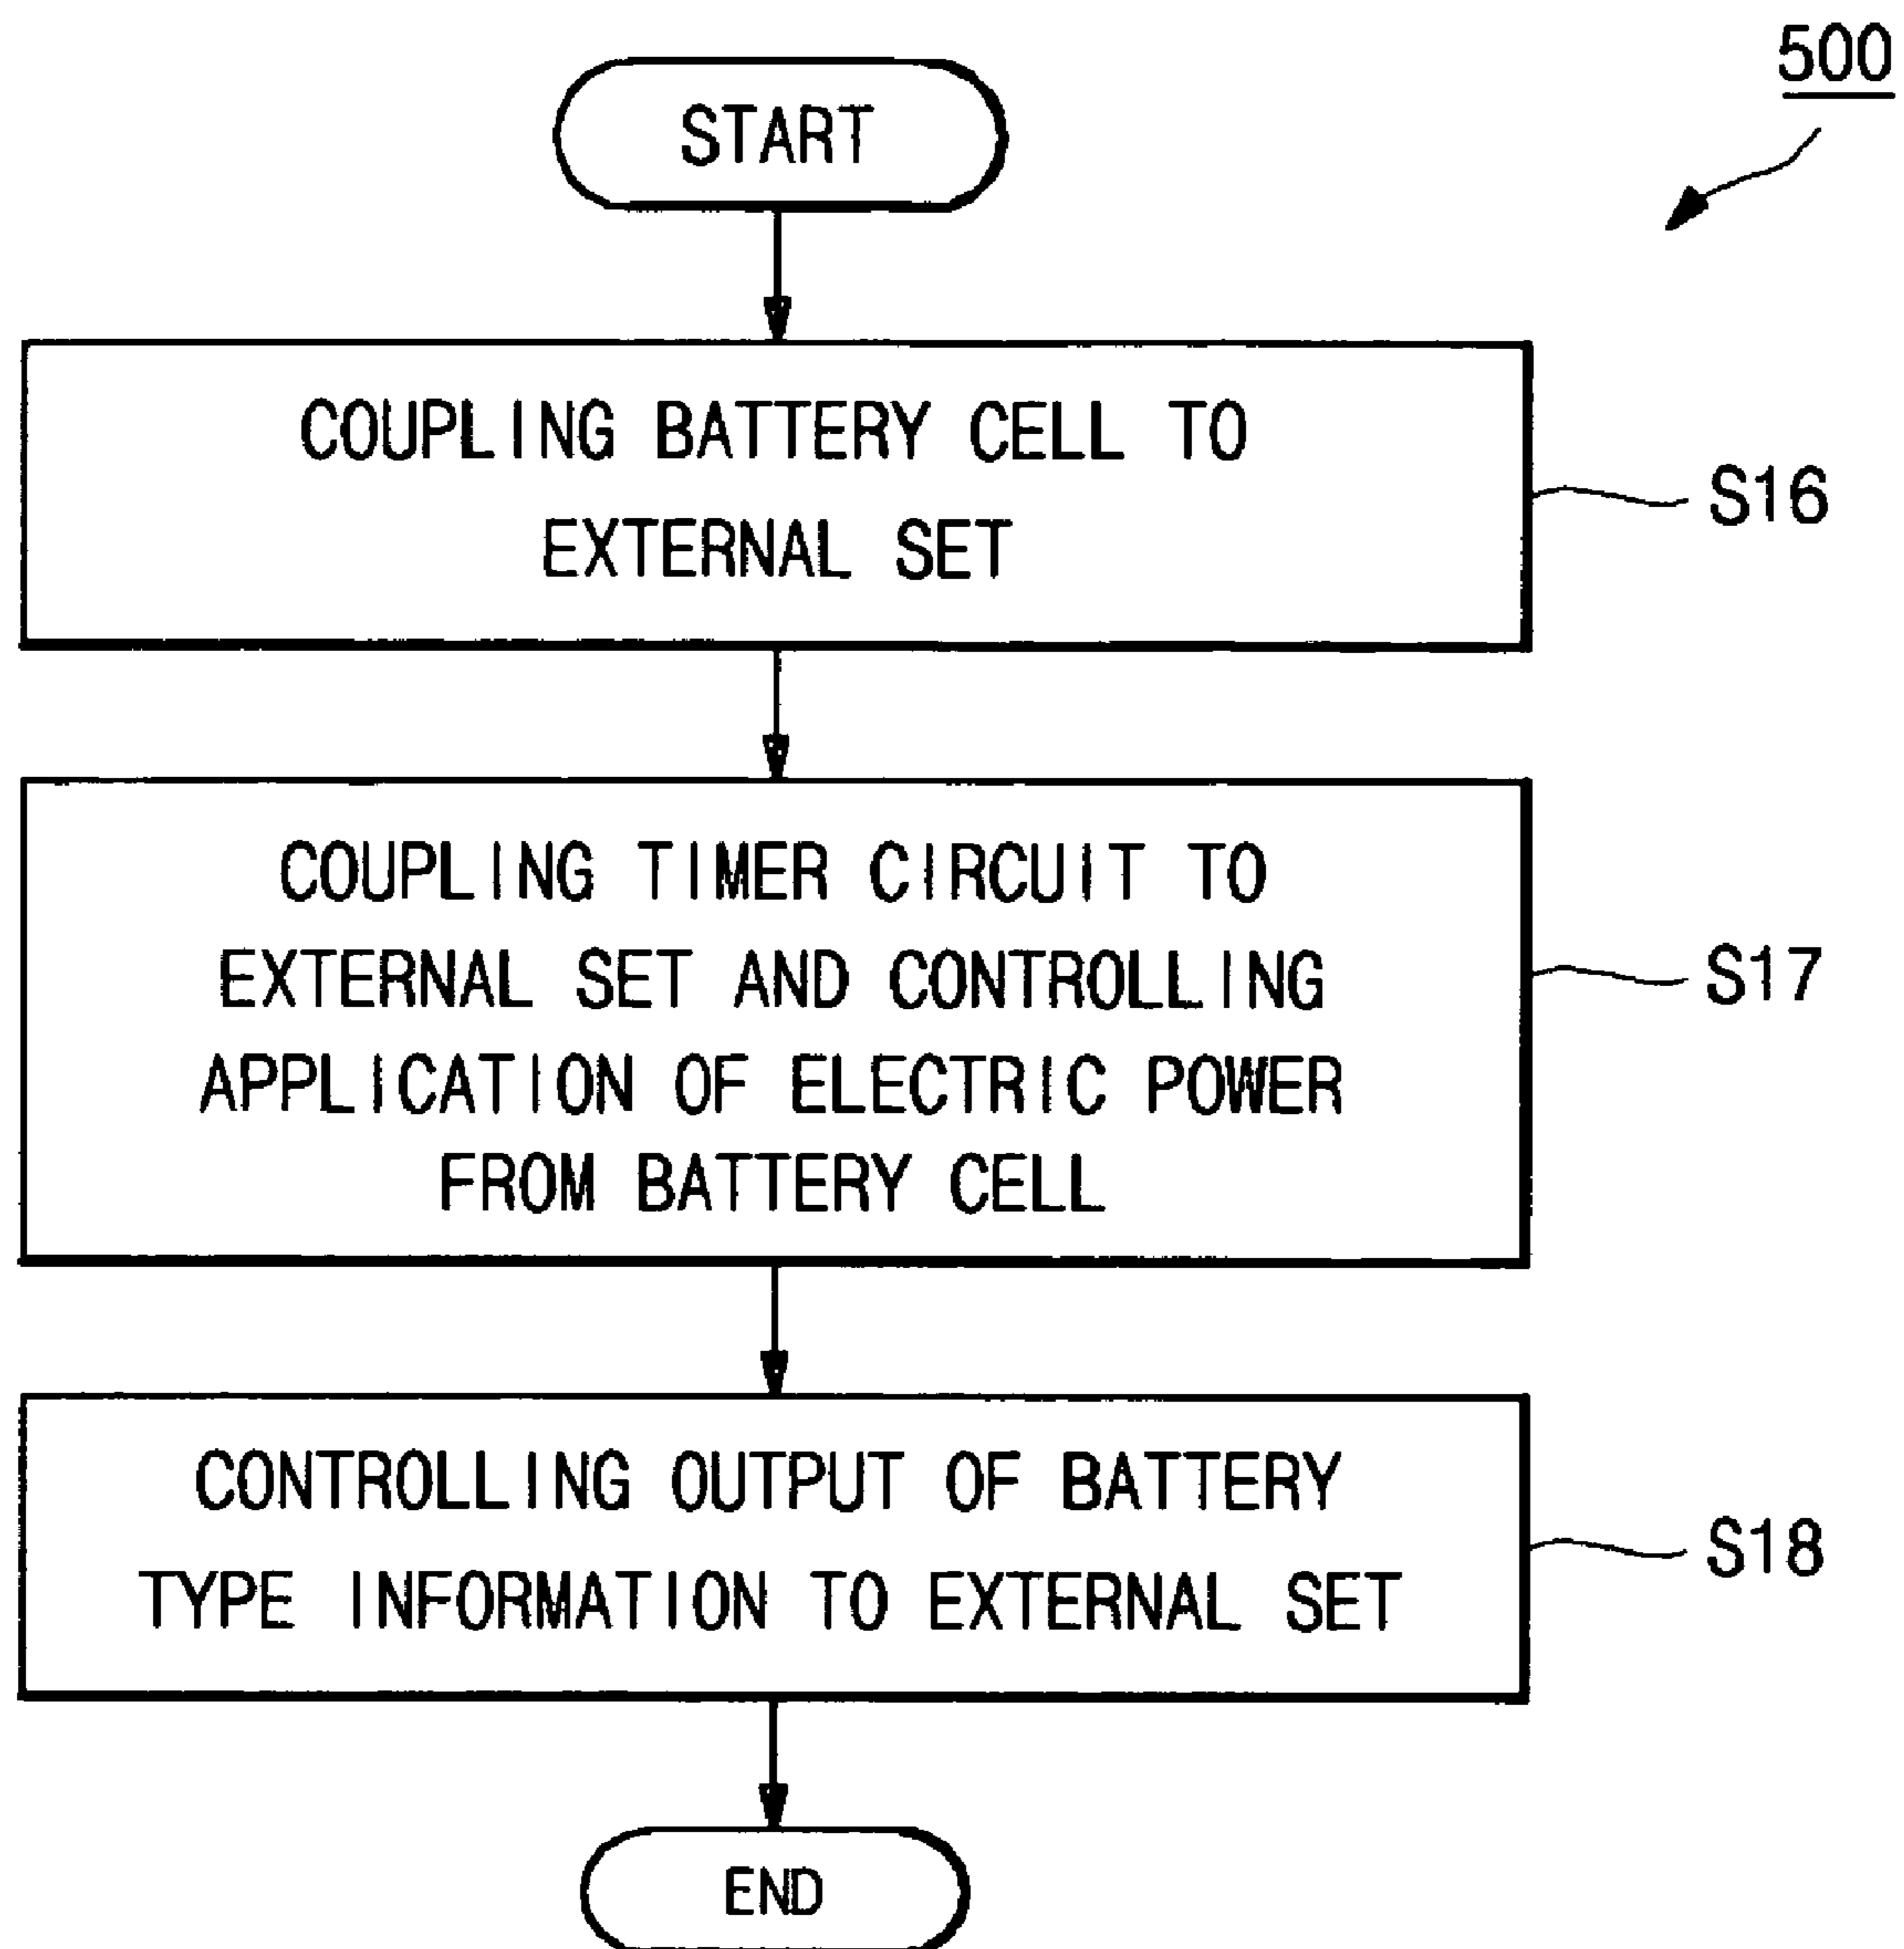 500
START
COUPLING BATTERY CELL TO
EXTERNAL SET
S16
COUPLING TIMER CIRCUIT TO
EXTERNAL SET AND CONTROLLING
APPLICATION OF ELECTRIC POWER
FROM BATTERY CELL
S17
CONTROLLING OUTPUT OF BATTERY
TYPE INFORMATION TO EXTERNAL SET
S18
END